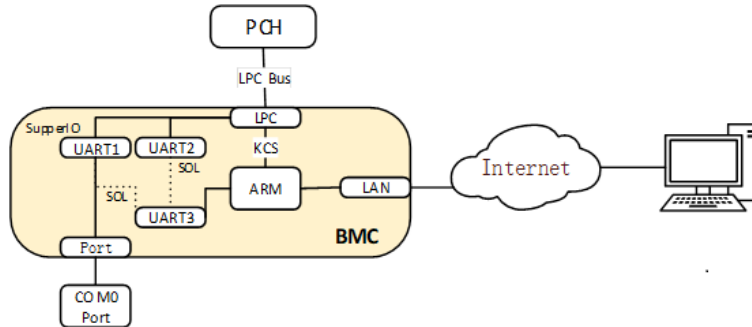 PCH
LPC Bus
LPC
SupperIO
UART1
UART2
KCS
SOL
SOL
ARM
LAN
UART3
Internet
BMC
Port
COM0
Port